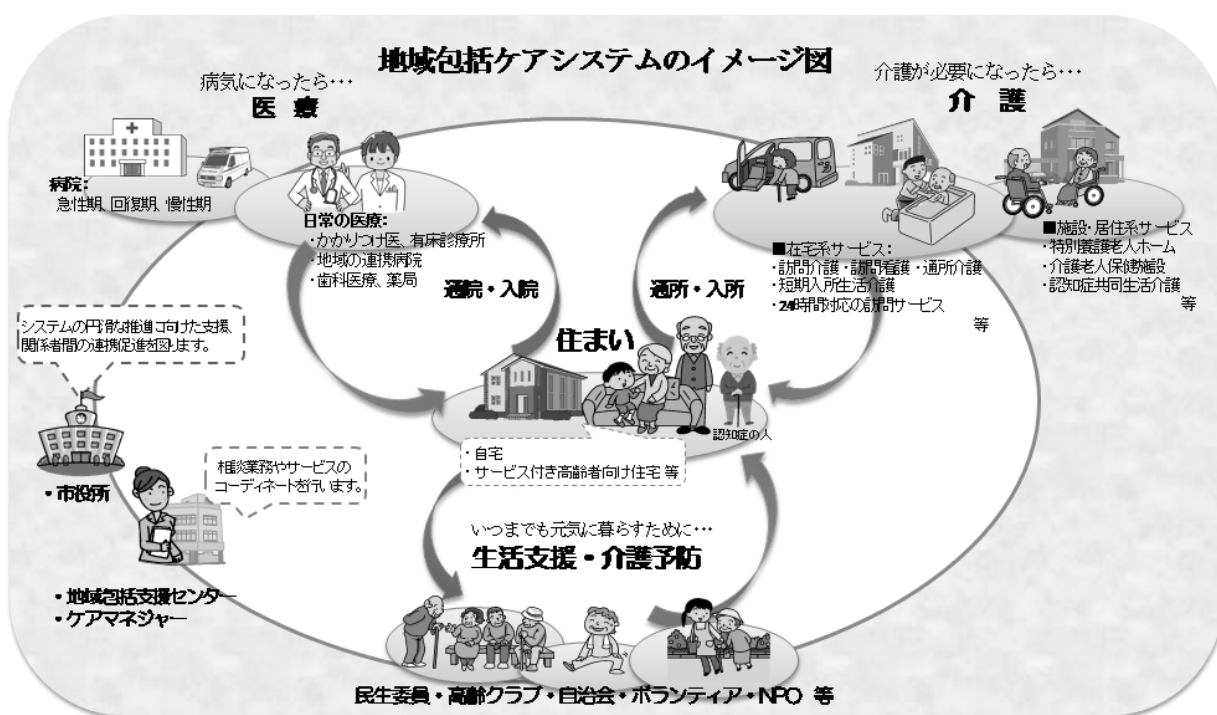 地域包括ケアシステムのイメージ図
病気になったら…
医 療
病院：
急性期、回復期、慢性期
日常の医療：
・かかりつけ医、有床診療所
・地域の連携病院
・歯科医療、薬局
通院・入院
介護が必要になったら…
介 護
■在宅系サービス：
・訪問介護・訪問看護・通所介護
・短期入所生活介護
・24時間対応の訪問サービス
等
■施設・居住系サービス
・特別養護老人ホーム
・介護老人保健施設
・認知症共同生活介護
等
通所・入所
住まい
認知症の人
・自宅
・サービス付き高齢者向け住宅 等
システムの円滑な推進に向けた支援、
関係者間の連携促進を図します。
・市役所
相談業務やサービスの
コーディネートを行います。
・地域包括支援センター
・ケアマネジャー
いつまでも元気に暮らすために…
生活支援・介護予防
民生委員・高齢クラブ・自治会・ボランティア・NPO 等